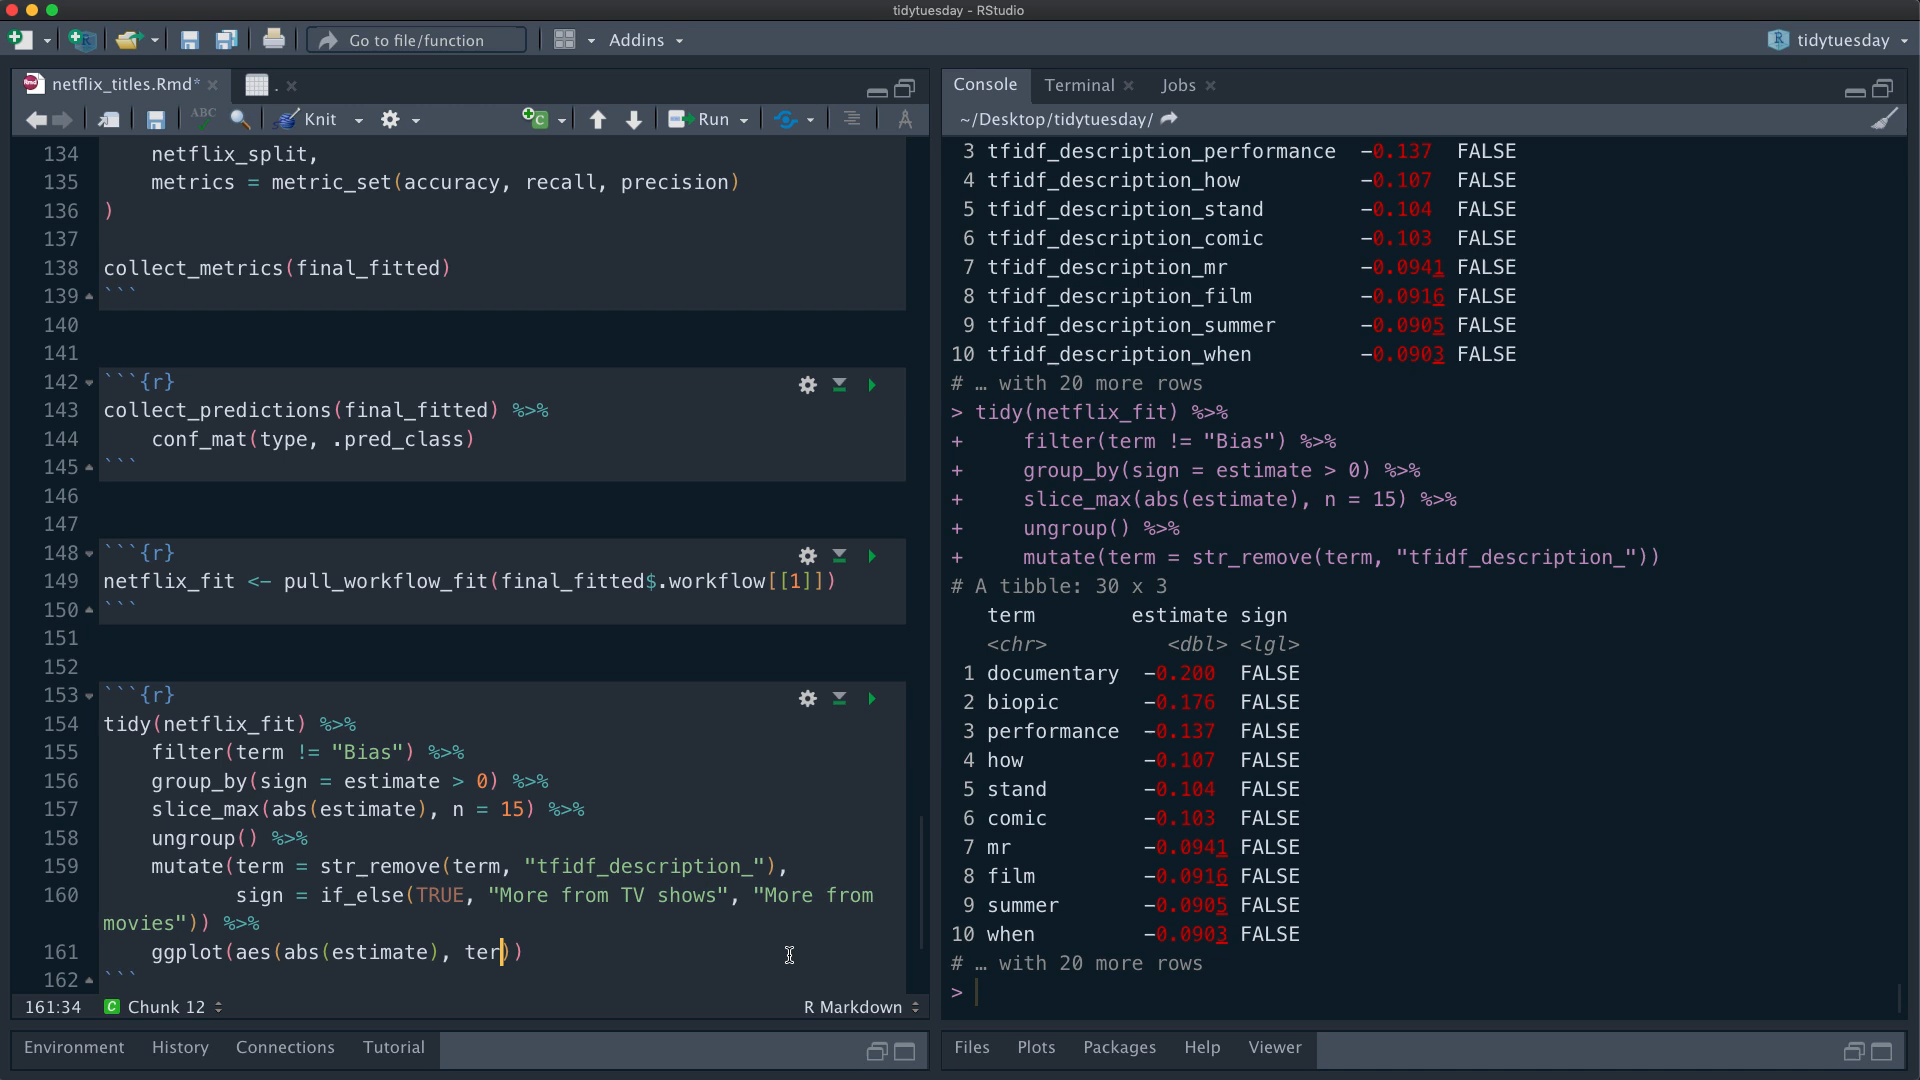 tidytuesday - RStudio
Go to file/function
Addins
tidytuesday
netflix_titles.Rmd*
.
ABC
Knit
Run
134     netflix_split,
135     metrics = metric_set(accuracy, recall, precision)
136 )
137
138 collect_metrics(final_fitted)
139 ```
140
141
142 ```{r}
143 collect_predictions(final_fitted) %>%
144     conf_mat(type, .pred_class)
145 ```
146
147
148 ```{r}
149 netflix_fit <- pull_workflow_fit(final_fitted$.workflow[[1]])
150 ```
151
152
153 ```{r}
154 tidy(netflix_fit) %>%
155     filter(term != "Bias") %>%
156     group_by(sign = estimate > 0) %>%
157     slice_max(abs(estimate), n = 15) %>%
158     ungroup() %>%
159     mutate(term = str_remove(term, "tfidf_description_"),
160            sign = if_else(TRUE, "More from TV shows", "More from
movies")) %>%
161     ggplot(aes(abs(estimate), ter))
162 ```
161:34 C Chunk 12
R Markdown
Environment History Connections Tutorial
Console Terminal Jobs
~/Desktop/tidytuesday/
3 tfidf_description_performance -0.137 FALSE
4 tfidf_description_how -0.107 FALSE
5 tfidf_description_stand -0.104 FALSE
6 tfidf_description_comic -0.103 FALSE
7 tfidf_description_mr -0.0941 FALSE
8 tfidf_description_film -0.0916 FALSE
9 tfidf_description_summer -0.0905 FALSE
10 tfidf_description_when -0.0903 FALSE
# … with 20 more rows
> tidy(netflix_fit) %>%
+     filter(term != "Bias") %>%
+     group_by(sign = estimate > 0) %>%
+     slice_max(abs(estimate), n = 15) %>%
+     ungroup() %>%
+     mutate(term = str_remove(term, "tfidf_description_"))
# A tibble: 30 x 3
term estimate sign
<chr> <dbl> <lgl>
1 documentary -0.200 FALSE
2 biopic -0.176 FALSE
3 performance -0.137 FALSE
4 how -0.107 FALSE
5 stand -0.104 FALSE
6 comic -0.103 FALSE
7 mr -0.0941 FALSE
8 film -0.0916 FALSE
9 summer -0.0905 FALSE
10 when -0.0903 FALSE
# … with 20 more rows
>
Files Plots Packages Help Viewer